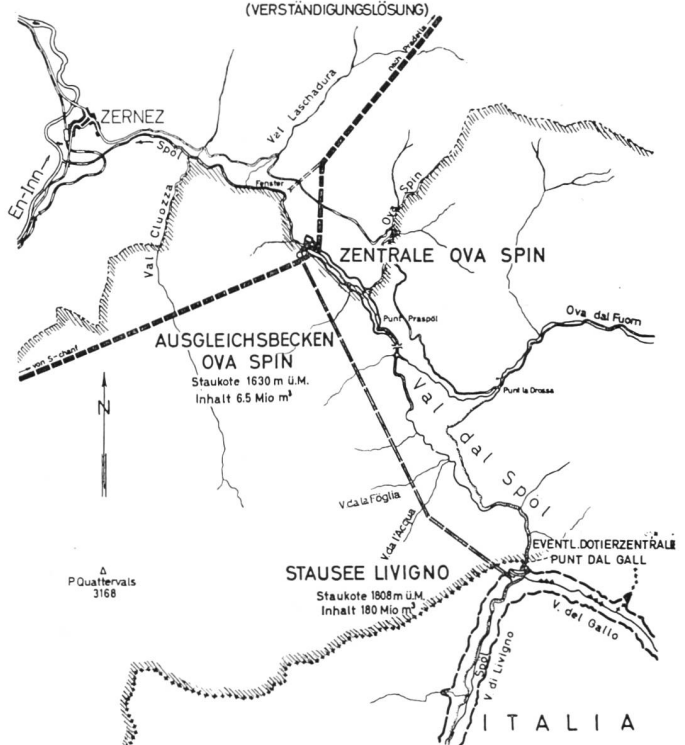 (VERSTÄNDIGUNGSLÖSUNG)
nach Pradella
Val Laschadura
ZERNEZ
Spöl
En-Inn
Fenster
Ova Spin
Val Cluozza
ZENTRALE OVA SPIN
Punt Praspöl
Ova dal Fuorn
AUSGLEICHSBECKEN
OVA SPIN
Staukote 1630 m ü.M.
Inhalt 6.5 Mio m³
von S-chanf
Punt la Drossa
N
Val dal Spöl
V. da la Föglia
V. da l'Acqua
EVENTL. DOTIERZENTRALE
PUNT DAL GALL
P. Quattervals
3168
STAUSEE LIVIGNO
Staukote 1808 m ü.M.
Inhalt 180 Mio m³
V. del Gallo
Spöl
V. di Livigno
ITALIA